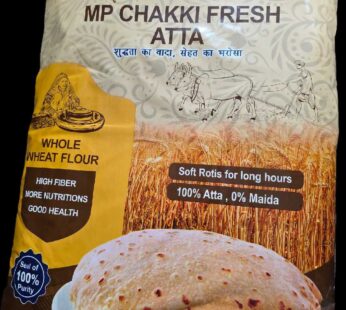 MP CHAKKI FRESH
ATTA
शुद्धता का वादा, सेहत का भरोसा
WHOLE
WHEAT FLOUR
HIGH FIBER
MORE NUTRITIONS
GOOD HEALTH
Soft Rotis for long hours
100% Atta , 0% Maida
Seal of
100%
Purity